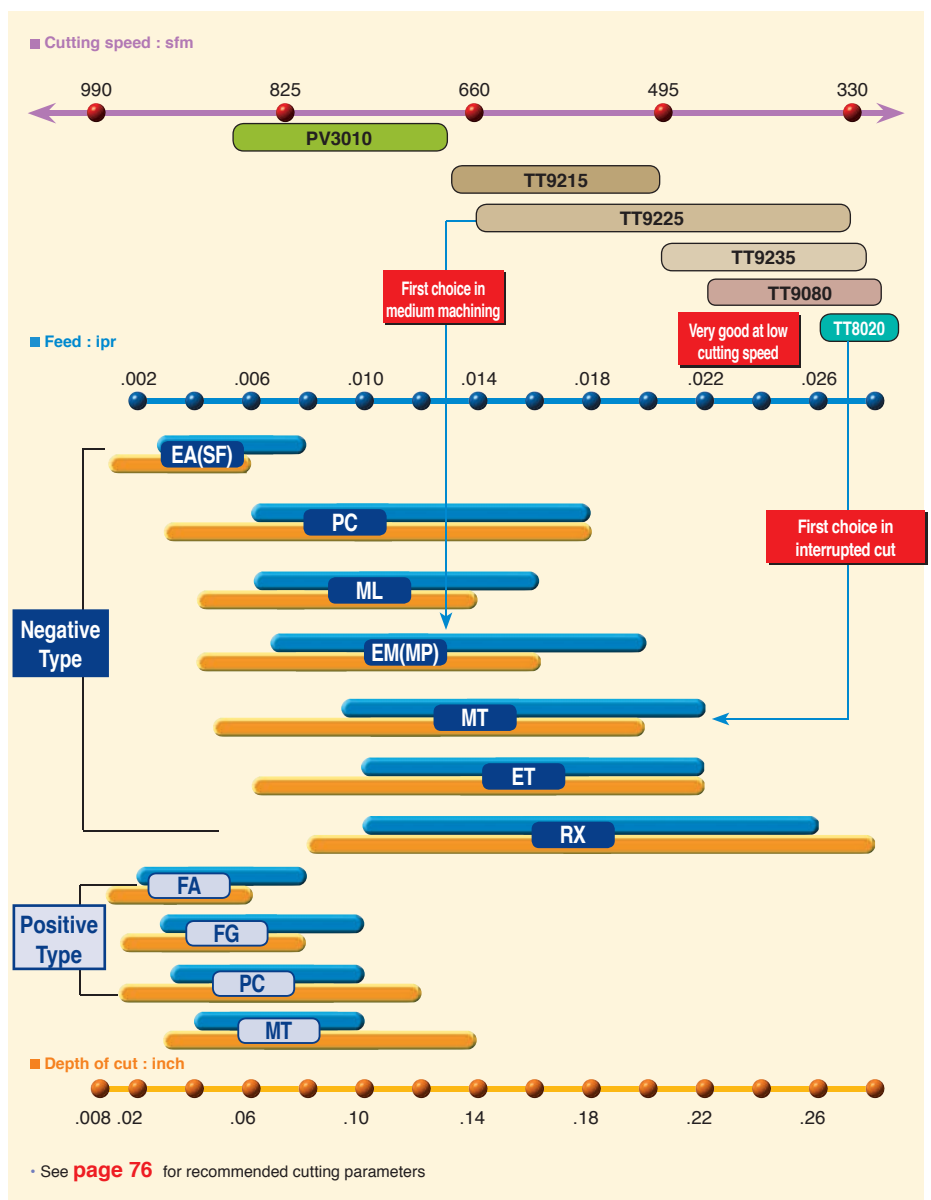 Cutting speed : sfm
990 825 660 495 330
PV3010
TT9215
TT9225
TT9235
First choice in
medium machining
TT9080
Very good at low
cutting speed
TT8020
Feed : ipr
.002 .006 .010 .014 .018 .022 .026
EA(SF)
PC
First choice in
interrupted cut
ML
Negative
Type
EM(MP)
MT
ET
RX
FA
Positive
Type
FG
PC
MT
Depth of cut : inch
.008 .02 .06 .10 .14 .18 .22 .26
• See page 76 for recommended cutting parameters